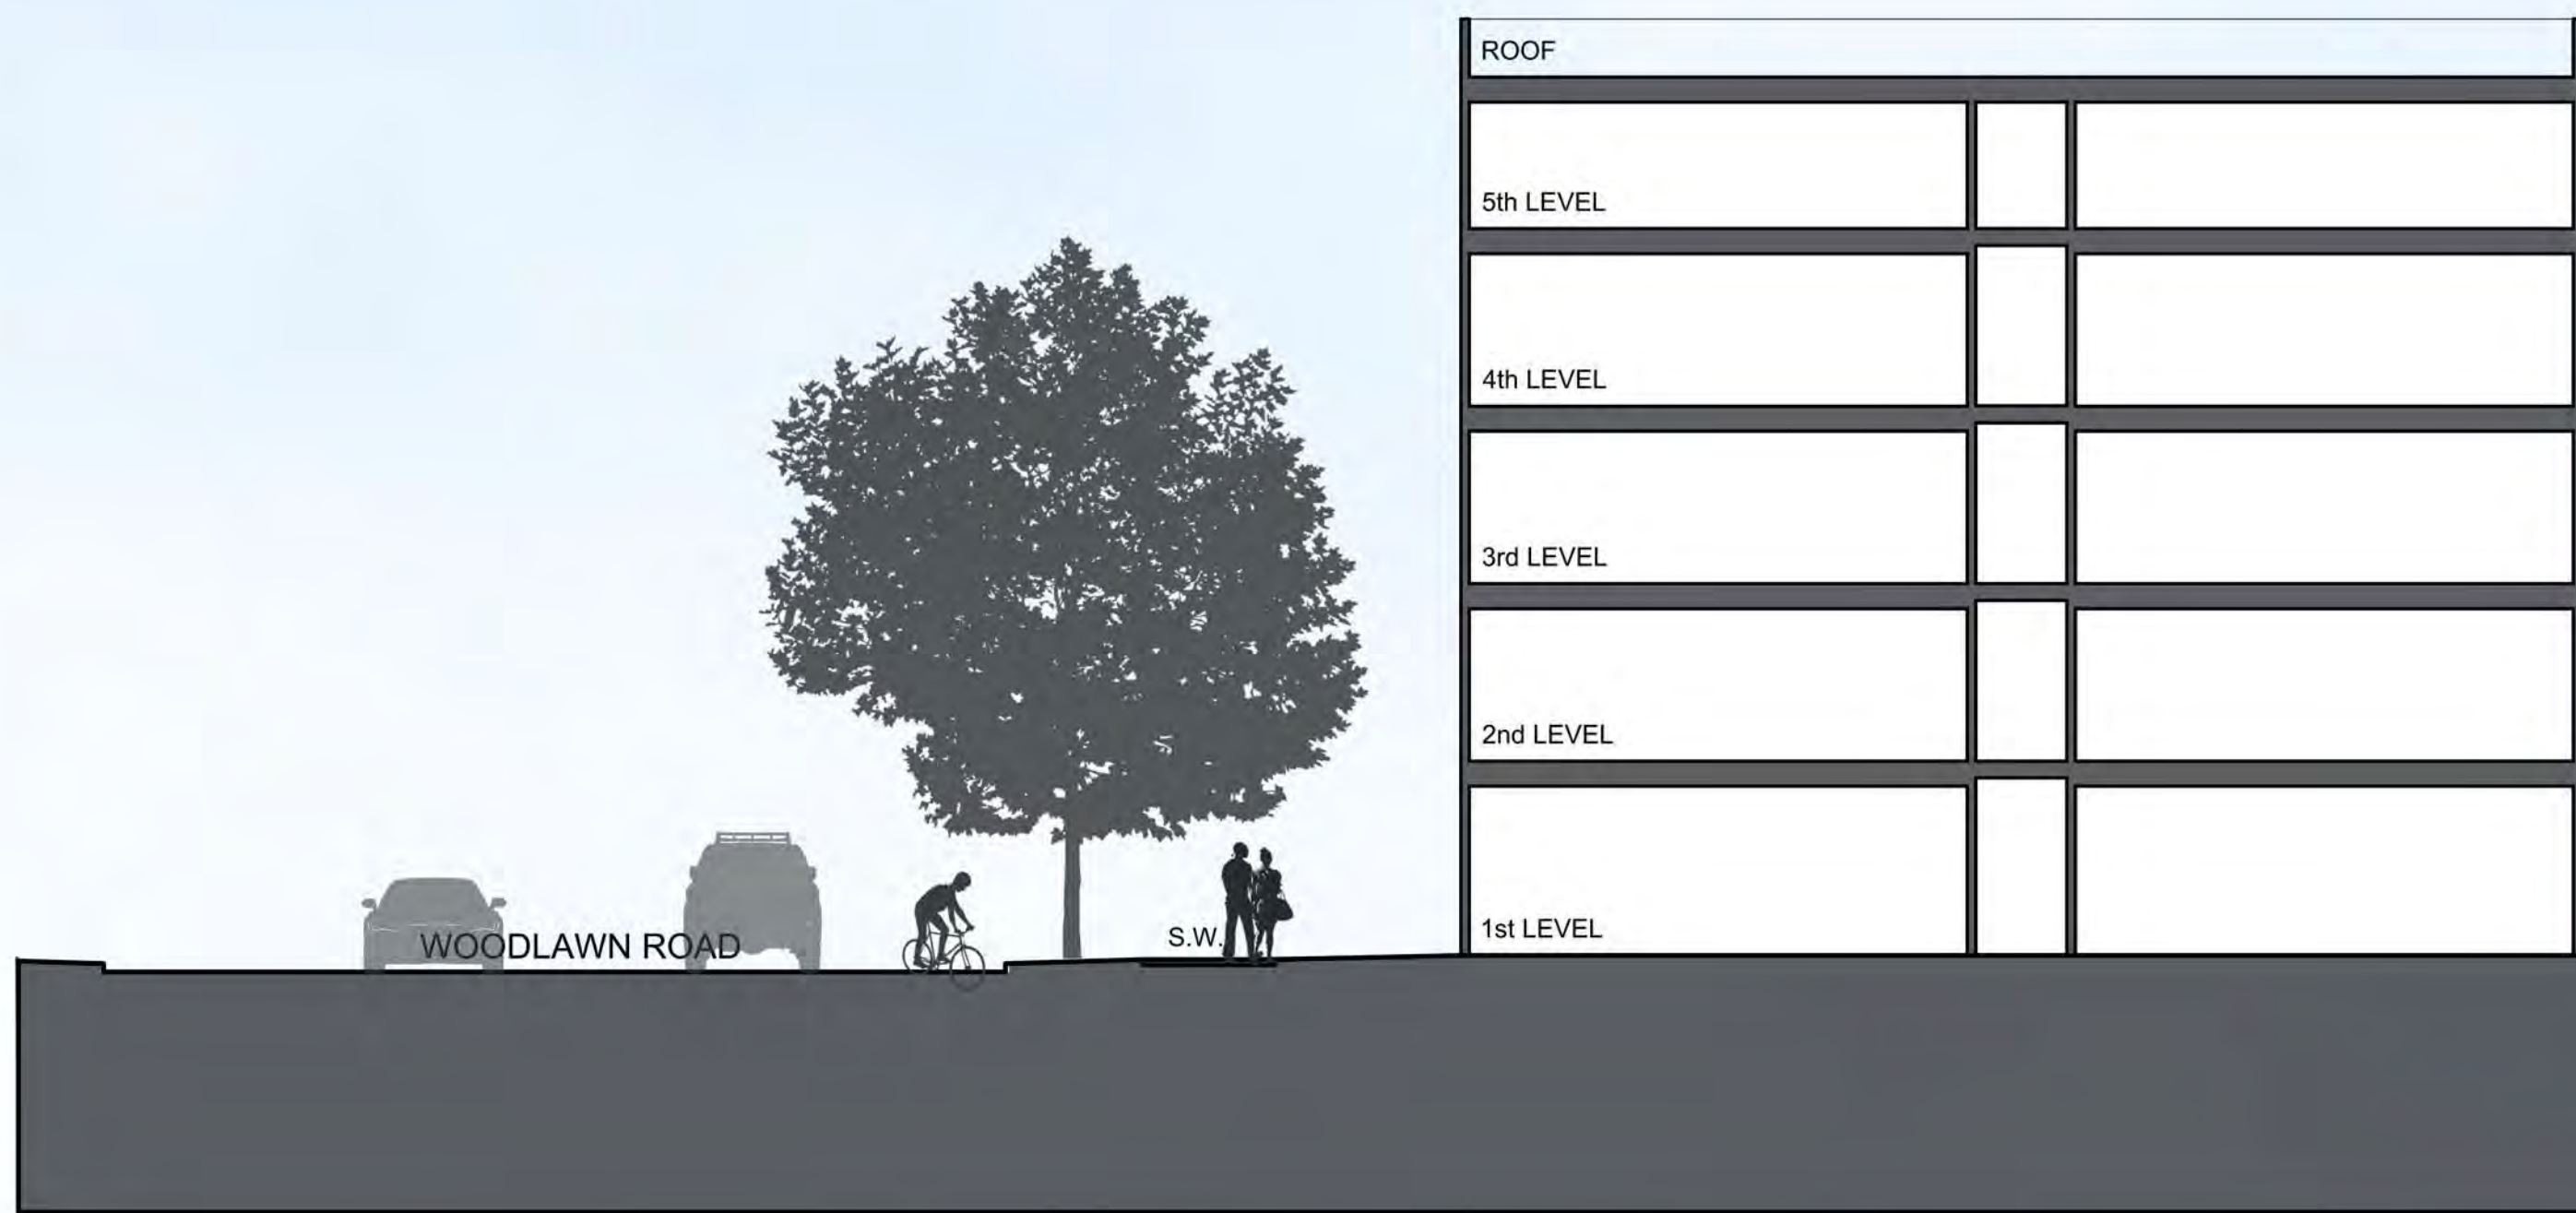 ROOF
5th LEVEL
4th LEVEL
3rd LEVEL
2nd LEVEL
1st LEVEL
S.W.
WOODLAWN ROAD